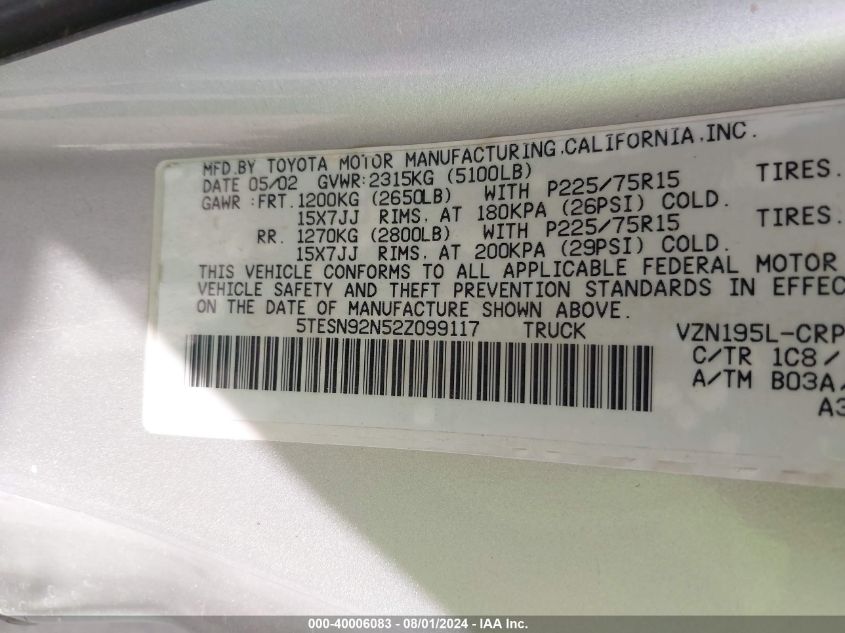 MFD.BY TOYOTA MOTOR MANUFACTURING,CALIFORNIA,INC.
DATE 05/02 GVWR:2315KG (5100LB)
GAWR :FRT.1200KG (2650LB) WITH P225/75R15 TIRES.
15X7JJ RIMS, AT 180KPA (26PSI) COLD.
RR. 1270KG (2800LB) WITH P225/75R15 TIRES.
15X7JJ RIMS, AT 200KPA (29PSI) COLD.
THIS VEHICLE CONFORMS TO ALL APPLICABLE FEDERAL MOTOR
VEHICLE SAFETY AND THEFT PREVENTION STANDARDS IN EFFEC
ON THE DATE OF MANUFACTURE SHOWN ABOVE.
5TESN92N52Z099117 TRUCK VZN195L-CRP
C/TR 1C8/
A/TM B03A/
A3
000-40006083 - 08/01/2024 - IAA Inc.